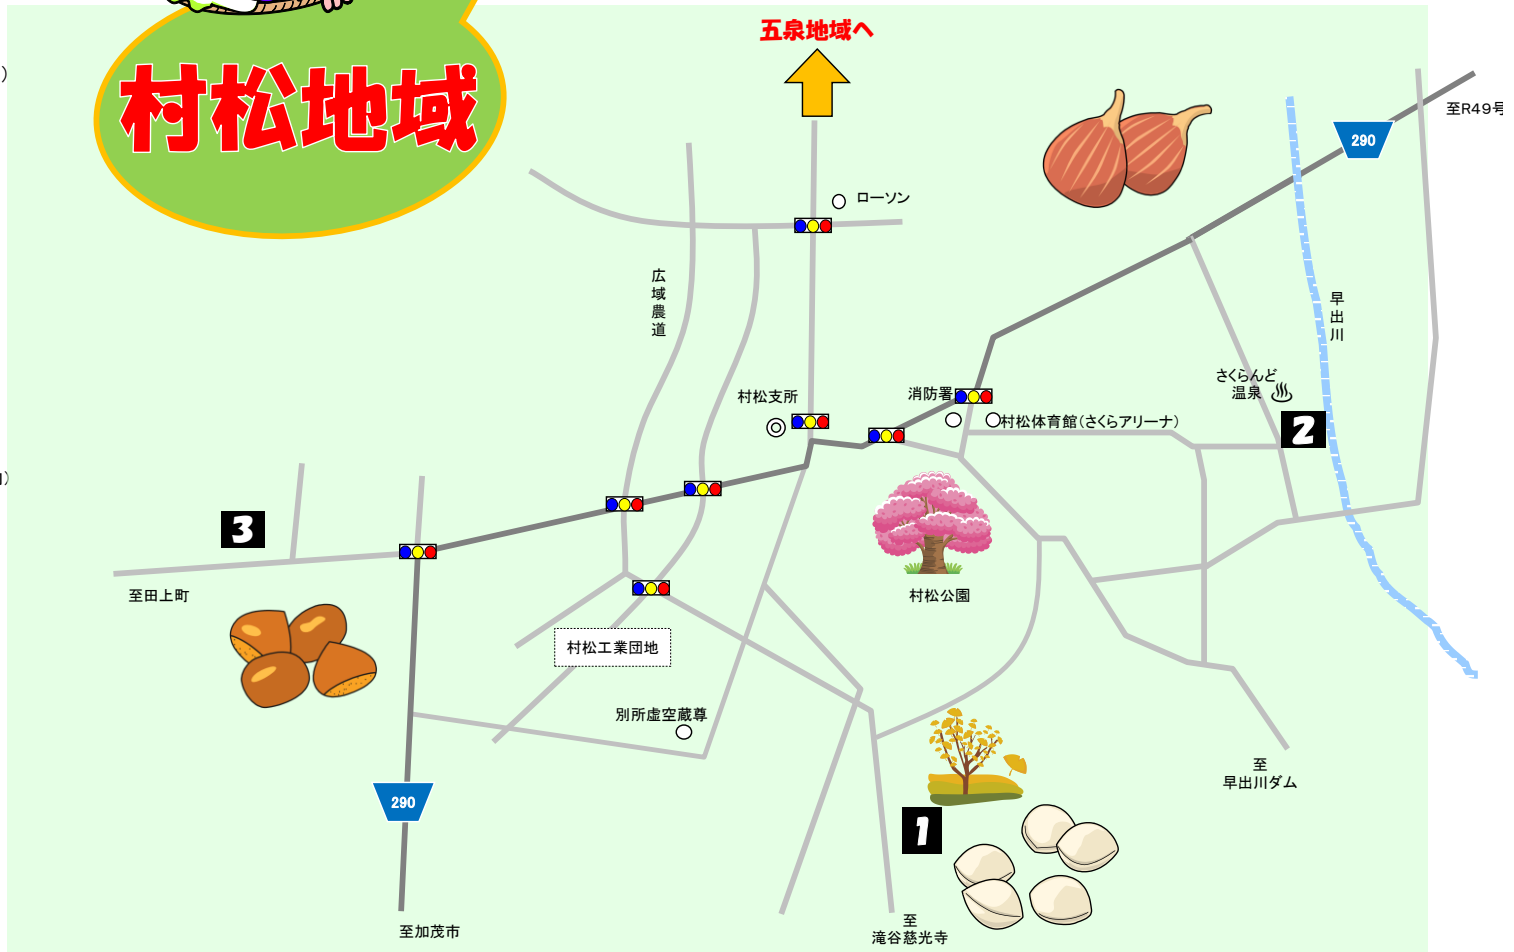 五泉地域へ
)
村松地域
至R49号
290
ローソン
広域農道
早出川
さくらんど
温泉
村松支所
消防署
村松体育館(さくらアリーナ)
2
)
3
至田上町
村松公園
村松工業団地
別所虚空蔵尊
至
早出川ダム
290
1
至加茂市
至
滝谷慈光寺